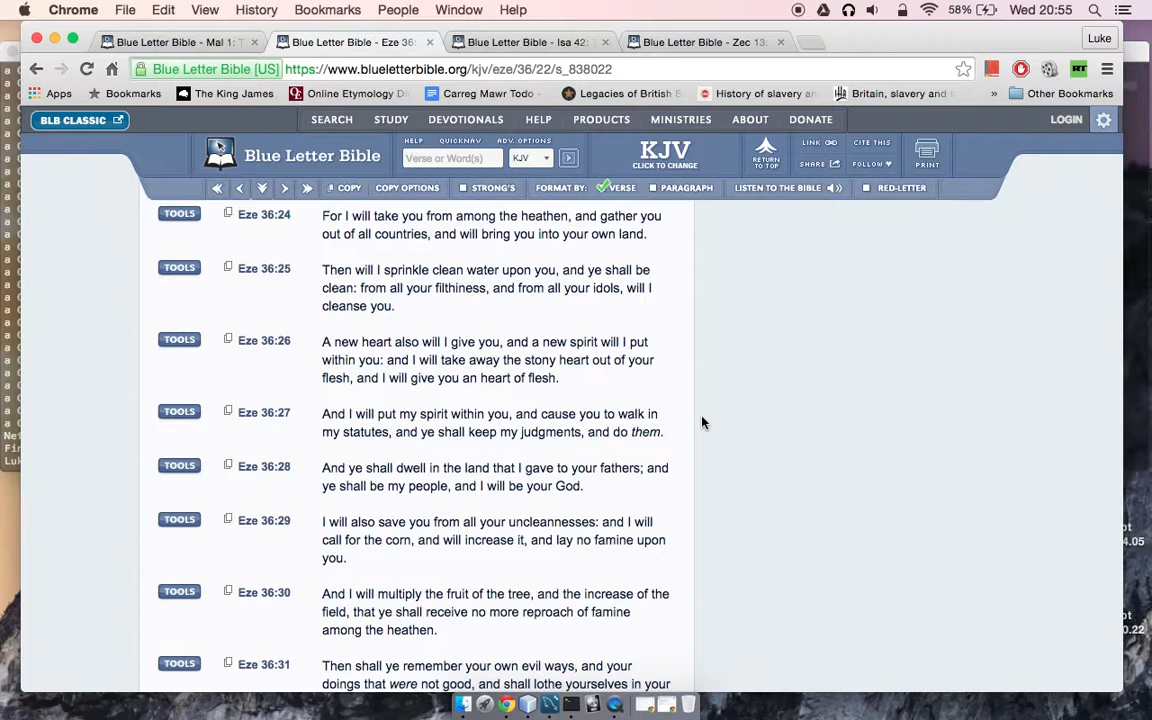 Chrome File Edit View History Bookmarks People Window Help 58% Wed 20:55
Blue Letter Bible - Mal 1: T Blue Letter Bible - Eze 36: Blue Letter Bible - Isa 42: Blue Letter Bible - Zec 13: Luke
Blue Letter Bible [US] https://www.blueletterbible.org/kjv/eze/36/22/s_838022
Apps Bookmarks The King James Online Etymology Di Carreg Mawr Todo - Legacies of British S History of slavery an Britain, slavery and s » Other Bookmarks
BLB CLASSIC SEARCH STUDY DEVOTIONALS HELP PRODUCTS MINISTRIES ABOUT DONATE LOGIN
HELP QUICKNAV ADV. OPTIONS
Blue Letter Bible Verse or Word(s) KJV KJV CLICK TO CHANGE RETURN TO TOP LINK CITE THIS SHARE FOLLOW PRINT
COPY COPY OPTIONS STRONG'S FORMAT BY: VERSE PARAGRAPH LISTEN TO THE BIBLE RED-LETTER
TOOLS Eze 36:24 For I will take you from among the heathen, and gather you
out of all countries, and will bring you into your own land.
TOOLS Eze 36:25 Then will I sprinkle clean water upon you, and ye shall be
clean: from all your filthiness, and from all your idols, will I
cleanse you.
TOOLS Eze 36:26 A new heart also will I give you, and a new spirit will I put
within you: and I will take away the stony heart out of your
flesh, and I will give you an heart of flesh.
TOOLS Eze 36:27 And I will put my spirit within you, and cause you to walk in
my statutes, and ye shall keep my judgments, and do them.
TOOLS Eze 36:28 And ye shall dwell in the land that I gave to your fathers; and
ye shall be my people, and I will be your God.
TOOLS Eze 36:29 I will also save you from all your uncleannesses: and I will
call for the corn, and will increase it, and lay no famine upon
you.
TOOLS Eze 36:30 And I will multiply the fruit of the tree, and the increase of the
field, that ye shall receive no more reproach of famine
among the heathen.
TOOLS Eze 36:31 Then shall ye remember your own evil ways, and your
doings that were not good, and shall lothe yourselves in your